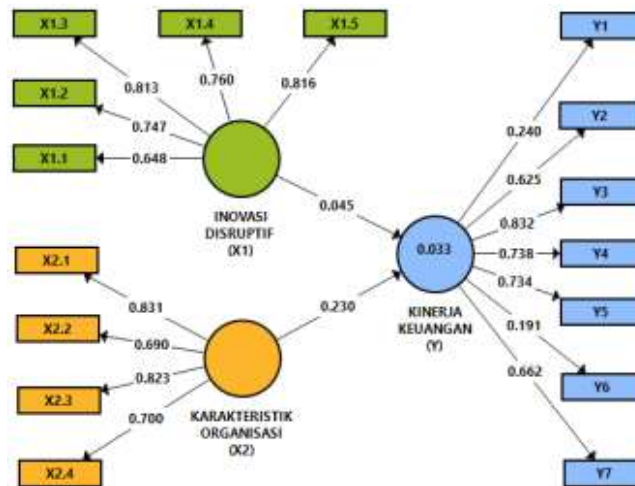 X1.3
X1.4
X1.5
Y1
0.813
0.760
0.816
X1.2
0.747
X1.1
0.648
0.240
Y2
0.625
INOVASI
DISRUPTIF
(X1)
0.045
Y3
0.832
0.033
0.738
Y4
0.734
Y5
X2.1
0.831
X2.2
0.690
0.230
KINERJA
KEUANGAN
(Y)
0.191
Y6
0.662
X2.3
0.823
0.700
KARAKTERISTIK
ORGANISASI
(X2)
X2.4
Y7